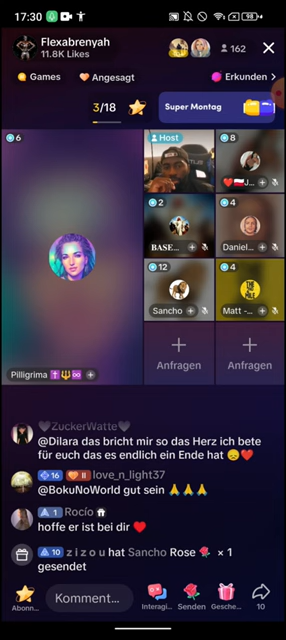 17:30
98%
Flexabrenyah
11.8K Likes
162
Games
Angesagt
Erkunden >
3/18
Super Montag
6
Host
8
J...
2
BASE...
4
Daniel...
12
Sancho
4
Matt -...
Pilligrima
Anfragen
Anfragen
ZuckerWatte
@Dilara das bricht mir so das Herz ich bete
für euch das es endlich ein Ende hat 😞❤️
16 II love_n_light37
@BokuNoWorld gut sein 🙏🙏🙏
1 Rocío
hoffe er ist bei dir ❤️
10 z i z o u hat Sancho Rose 🌹 × 1
gesendet
Kommentar...
Abonn...
Interagi...
Senden
Gesche...
10